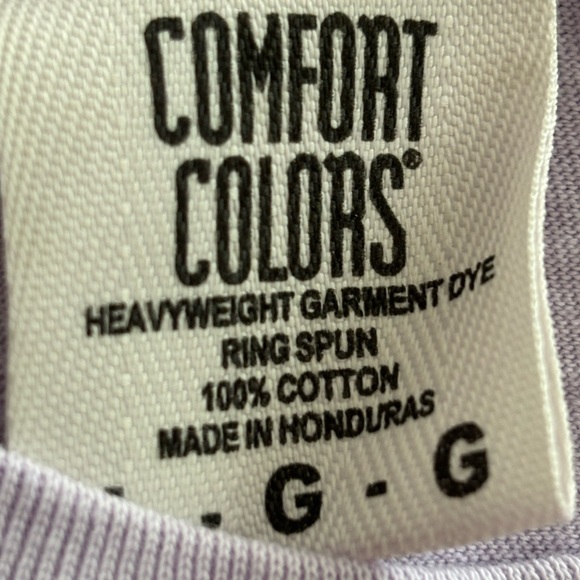 COMFORT
COLORS®
HEAVYWEIGHT GARMENT DYE
RING SPUN
100% COTTON
MADE IN HONDURAS
- G - G